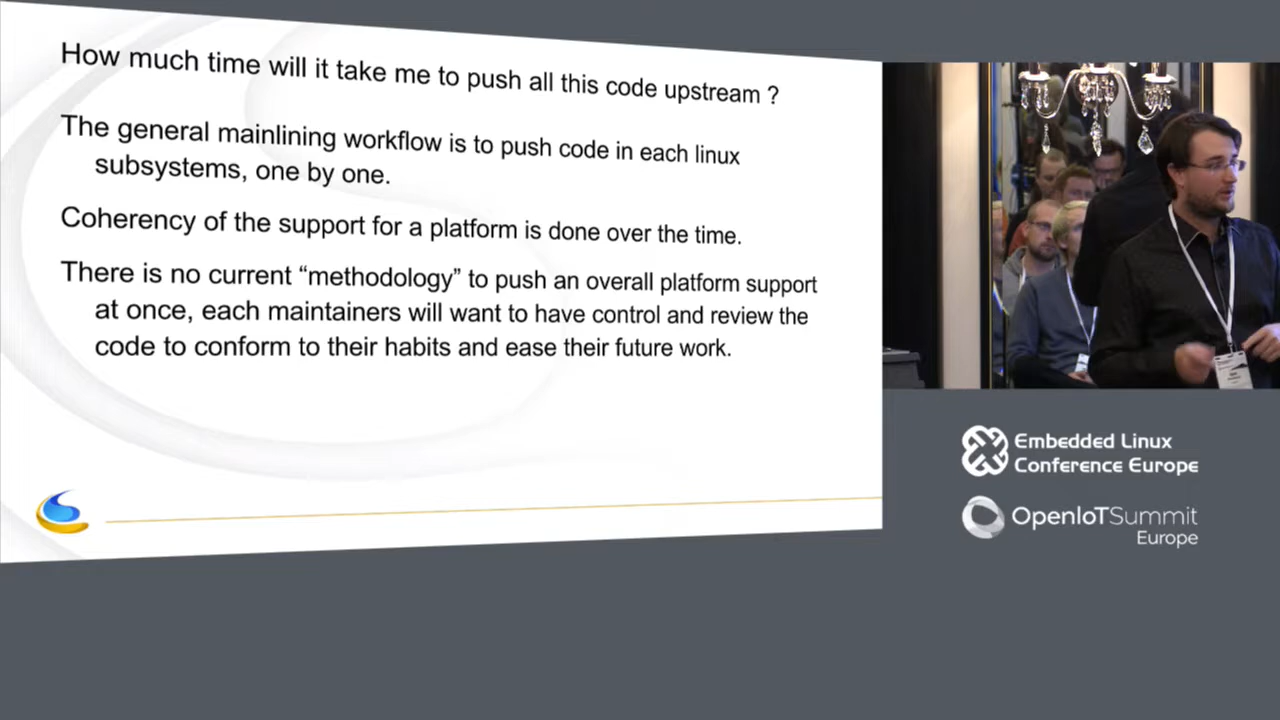 How much time will it take me to push all this code upstream ?
The general mainlining workflow is to push code in each linux
subsystems, one by one.
Coherency of the support for a platform is done over the time.
There is no current “methodology” to push an overall platform support
at once, each maintainers will want to have control and review the
code to conform to their habits and ease their future work.
Embedded Linux
Conference Europe
OpenIoTSummit
Europe